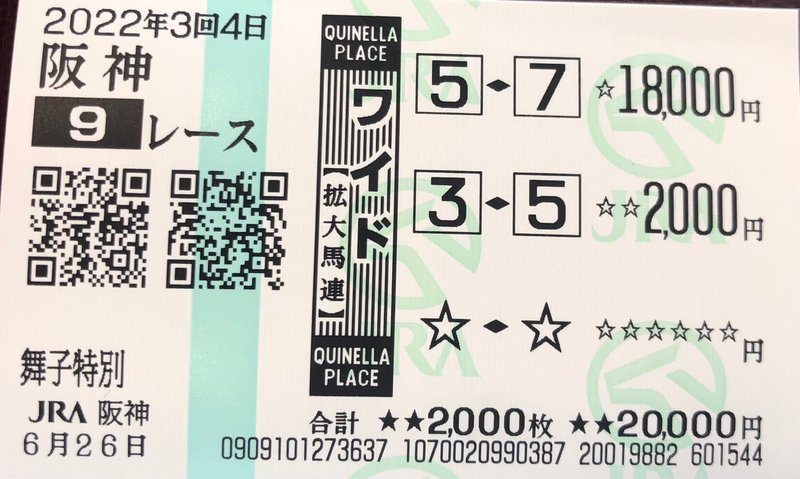 2022年3回4日
阪神
9レース
舞子特別
JRA 阪神
6月26日
QUINELLA
PLACE
ワイド
【拡大馬連】
QUINELLA
PLACE
5◆7 ☆18,000円
3◆5 ☆☆2,000円
☆◆☆ ☆☆☆☆☆☆円
合計 ★★2,000枚 ★★20,000円
0909101273637 1070020990387 20019882 601544
JRA
JRA
JRA